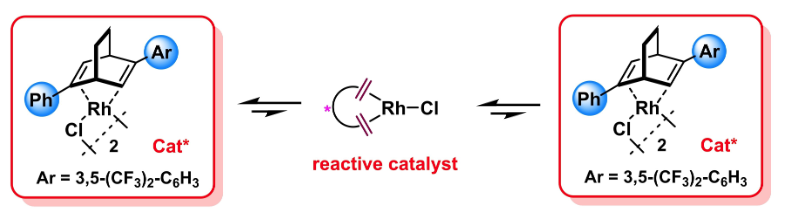 Ar
Ph
Rh
Cl
2
Cat*
Ar = 3,5-(CF₃)₂-C₆H₃
*
Rh–Cl
reactive catalyst
Ar
Ph
Rh
Cl
2
Cat*
Ar = 3,5-(CF₃)₂-C₆H₃